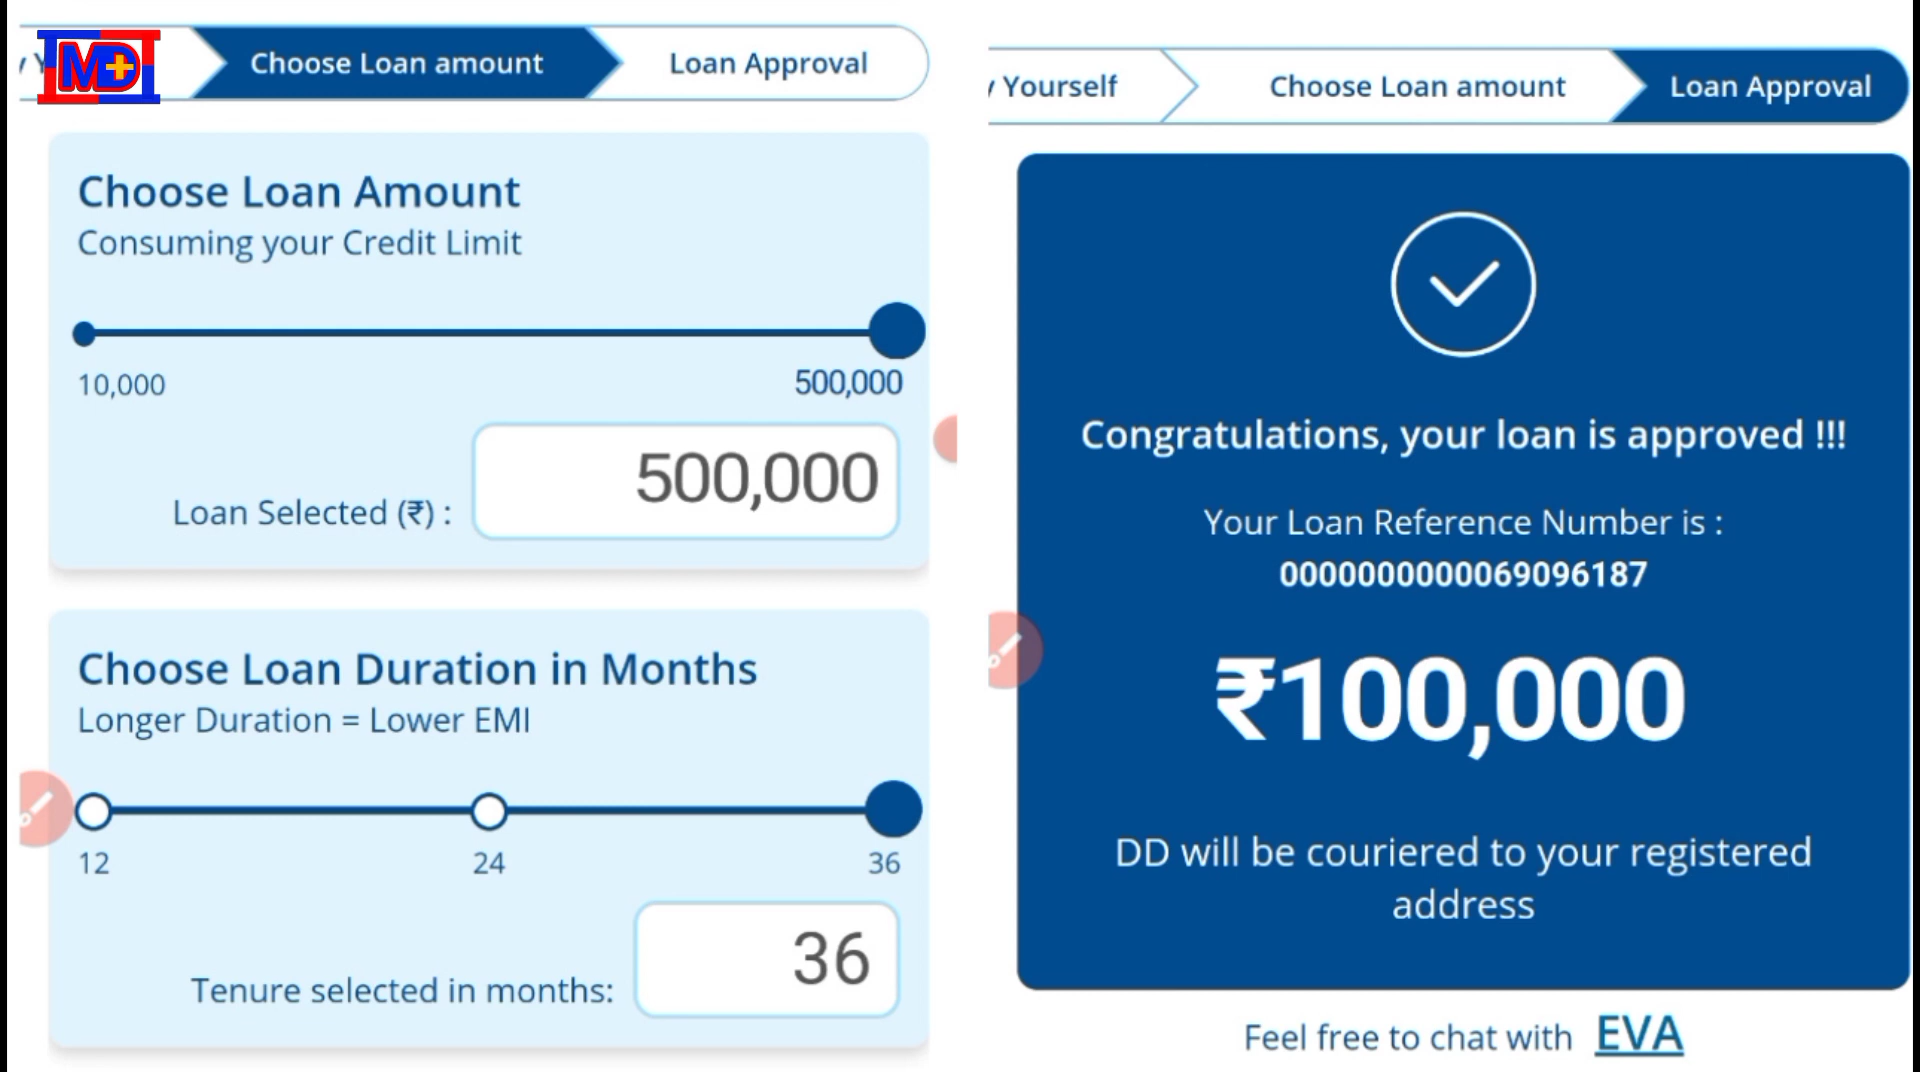 y Y
MD+
Choose Loan amount
Loan Approval
Choose Loan Amount
Consuming your Credit Limit
10,000
500,000
Loan Selected (₹) :
500,000
Choose Loan Duration in Months
Longer Duration = Lower EMI
12
24
36
Tenure selected in months:
36
y Yourself
Choose Loan amount
Loan Approval
Congratulations, your loan is approved !!!
Your Loan Reference Number is :
0000000000069096187
₹100,000
DD will be couriered to your registered
address
Feel free to chat with EVA